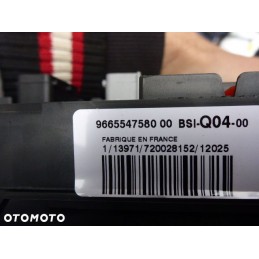 9665547580 00 BSI-Q04-00
FABRIQUE EN FRANCE
1/13971/720028152/12025
OTOMOTO